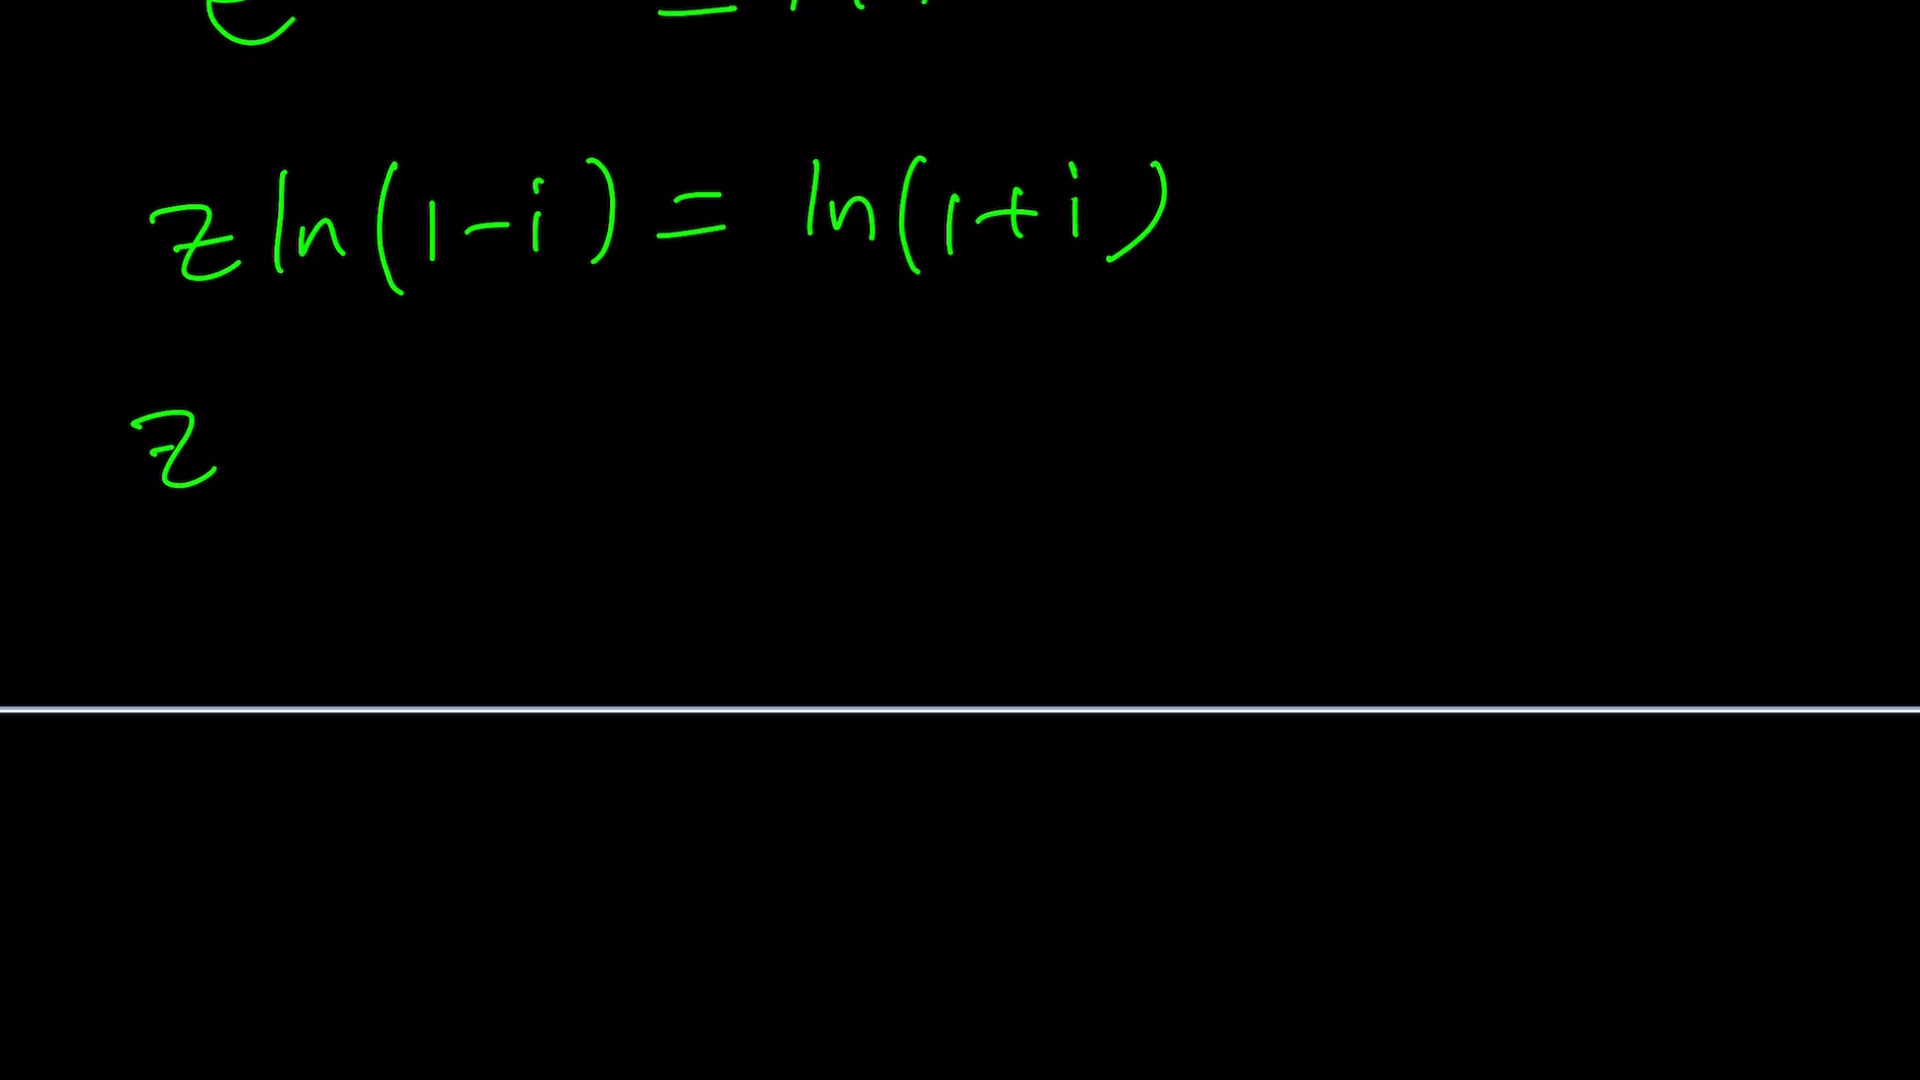 e =
z ln(1-i) = ln(1+i)
z